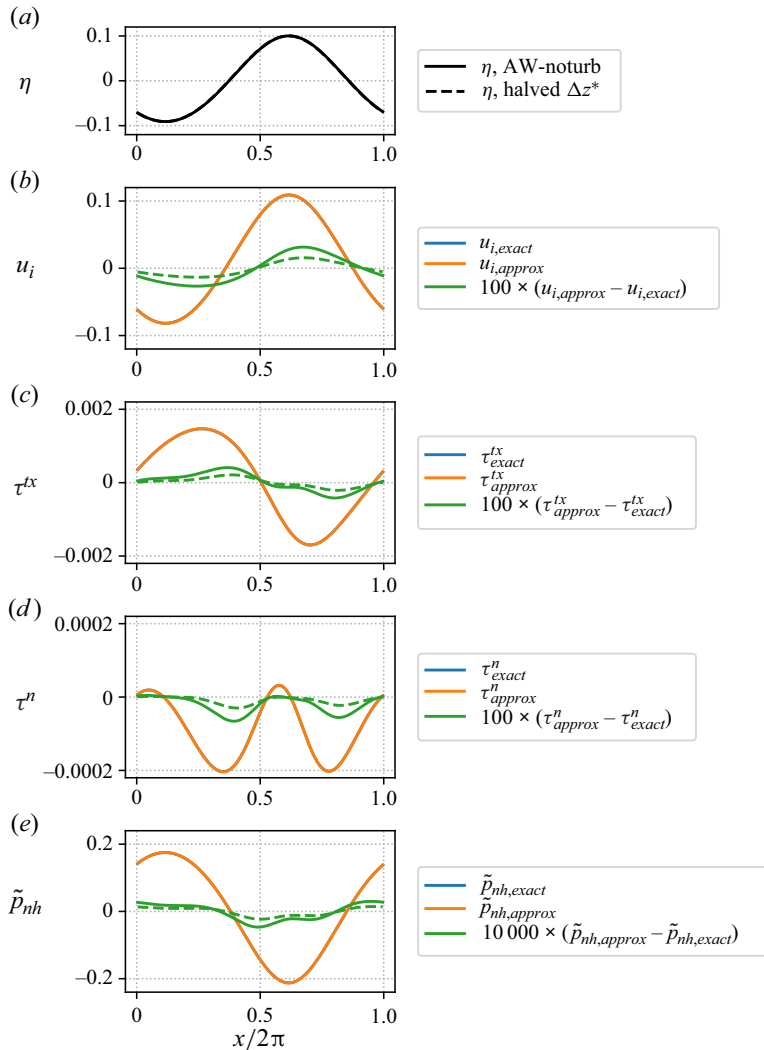 (a)
0.1
0
–0.1
η
0
0.5
1.0
η, AW-noturb
η, halved Δz*
(b)
0.1
0
–0.1
u_i
0
0.5
1.0
u_{i,exact}
u_{i,approx}
100 × (u_{i,approx} – u_{i,exact})
(c)
0.002
0
–0.002
τ^{tx}
0
0.5
1.0
τ^{tx}_{exact}
τ^{tx}_{approx}
100 × (τ^{tx}_{approx} – τ^{tx}_{exact})
(d)
0.0002
0
–0.0002
τ^n
0
0.5
1.0
τ^n_{exact}
τ^n_{approx}
100 × (τ^n_{approx} – τ^n_{exact})
(e)
0.2
0
–0.2
p̃_{nh}
0
0.5
1.0
x/2π
p̃_{nh,exact}
p̃_{nh,approx}
10 000 × (p̃_{nh,approx} – p̃_{nh,exact})